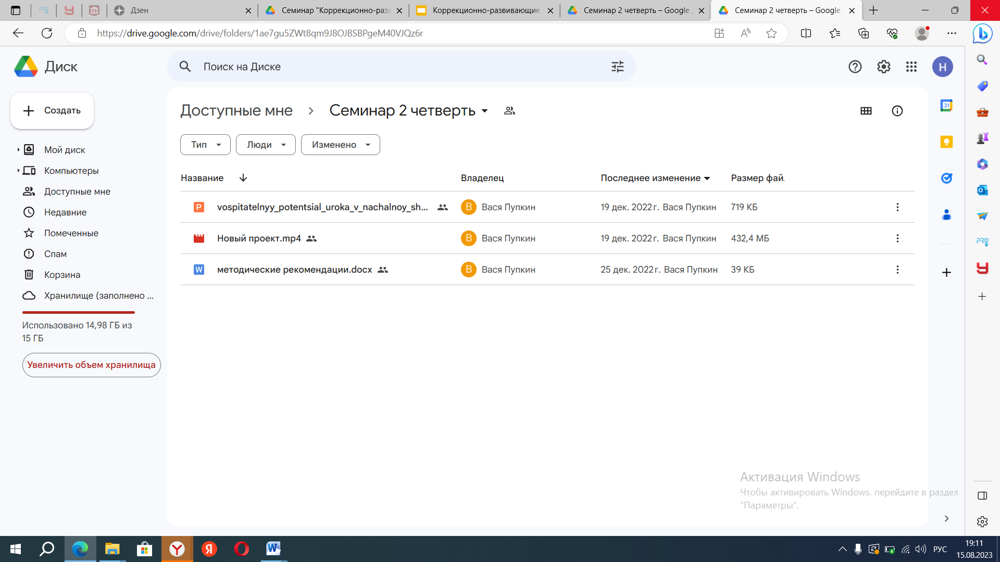 Дзен
Семинар "Коррекционно-разв
Коррекционно-развивающие
Семинар 2 четверть – Google
Семинар 2 четверть – Google
https://drive.google.com/drive/folders/1ae7gu5ZWt8qm9J8OJBSBPgeM40VJQz6r
Диск
Поиск на Диске
Н
Создать
Мой диск
Компьютеры
Доступные мне
Недавние
Помеченные
Спам
Корзина
Хранилище (заполнено ...
Использовано 14,98 ГБ из
15 ГБ
Увеличить объем хранилища
Доступные мне
Семинар 2 четверть
Тип
Люди
Изменено
Название
Владелец
Последнее изменение
Размер фай
P vospitatelnyy_potentsial_uroka_v_nachalnoy_sh... В Вася Пупкин 19 дек. 2022 г. Вася Пупкин 719 КБ
Новый проект.mp4 В Вася Пупкин 19 дек. 2022 г. Вася Пупкин 432,4 МБ
W методические рекомендации.docx В Вася Пупкин 25 дек. 2022 г. Вася Пупкин 39 КБ
31
Активация Windows
Чтобы активировать Windows, перейдите в раздел
"Параметры".
РУС
19:11
15.08.2023